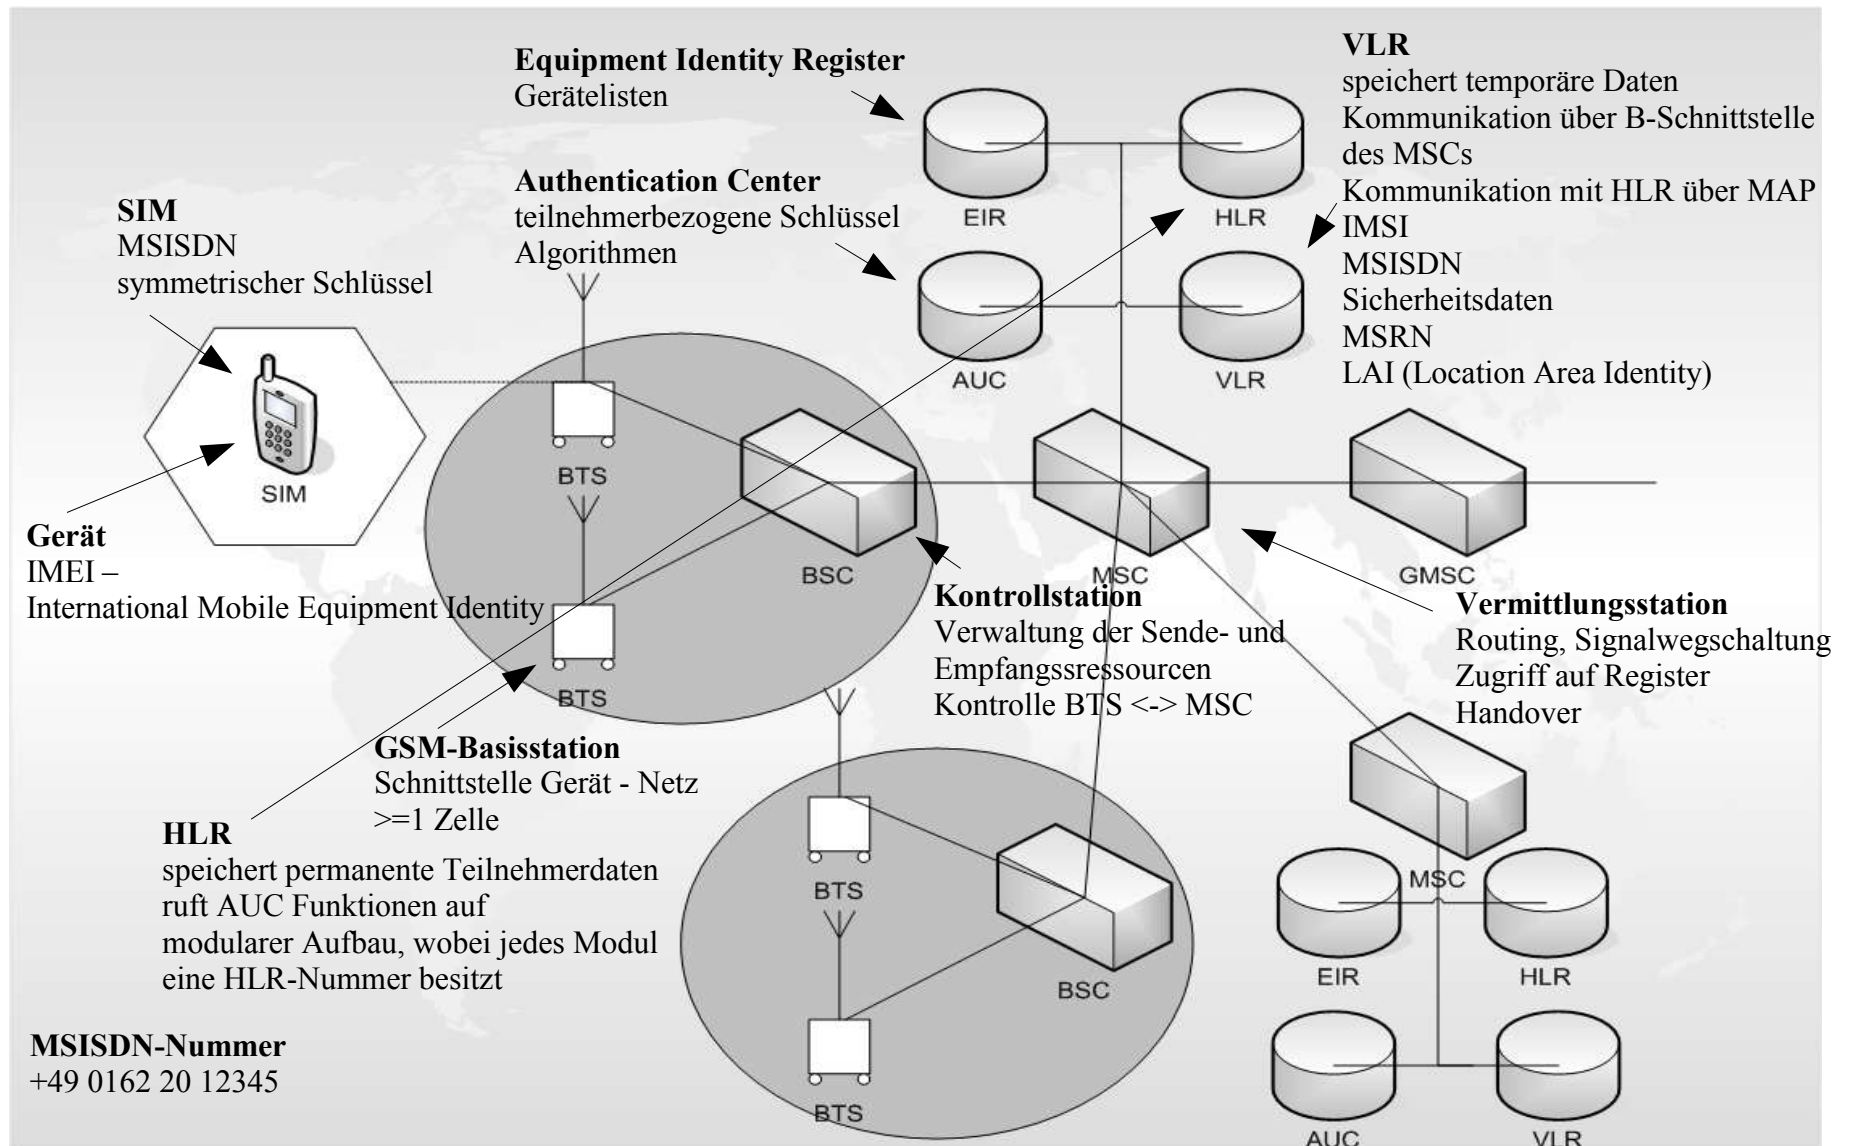 Equipment Identity Register
Gerätelisten
VLR
speichert temporäre Daten
Kommunikation über B-Schnittstelle
des MSCs
Kommunikation mit HLR über MAP
IMSI
MSISDN
Sicherheitsdaten
MSRN
LAI (Location Area Identity)
Authentication Center
teilnehmerbezogene Schlüssel
Algorithmen
SIM
MSISDN
symmetrischer Schlüssel
EIR
HLR
AUC
VLR
SIM
BTS
Gerät
IMEI –
International Mobile Equipment Identity
BSC
MSC
GMSC
Kontrollstation
Verwaltung der Sende- und
Empfangssressourcen
Kontrolle BTS <-> MSC
Vermittlungsstation
Routing, Signalwegschaltung
Zugriff auf Register
Handover
BTS
GSM-Basisstation
Schnittstelle Gerät - Netz
>=1 Zelle
HLR
speichert permanente Teilnehmerdaten
ruft AUC Funktionen auf
modularer Aufbau, wobei jedes Modul
eine HLR-Nummer besitzt
BTS
BSC
BTS
MSC
EIR
HLR
AUC
VLR
MSISDN-Nummer
+49 0162 20 12345